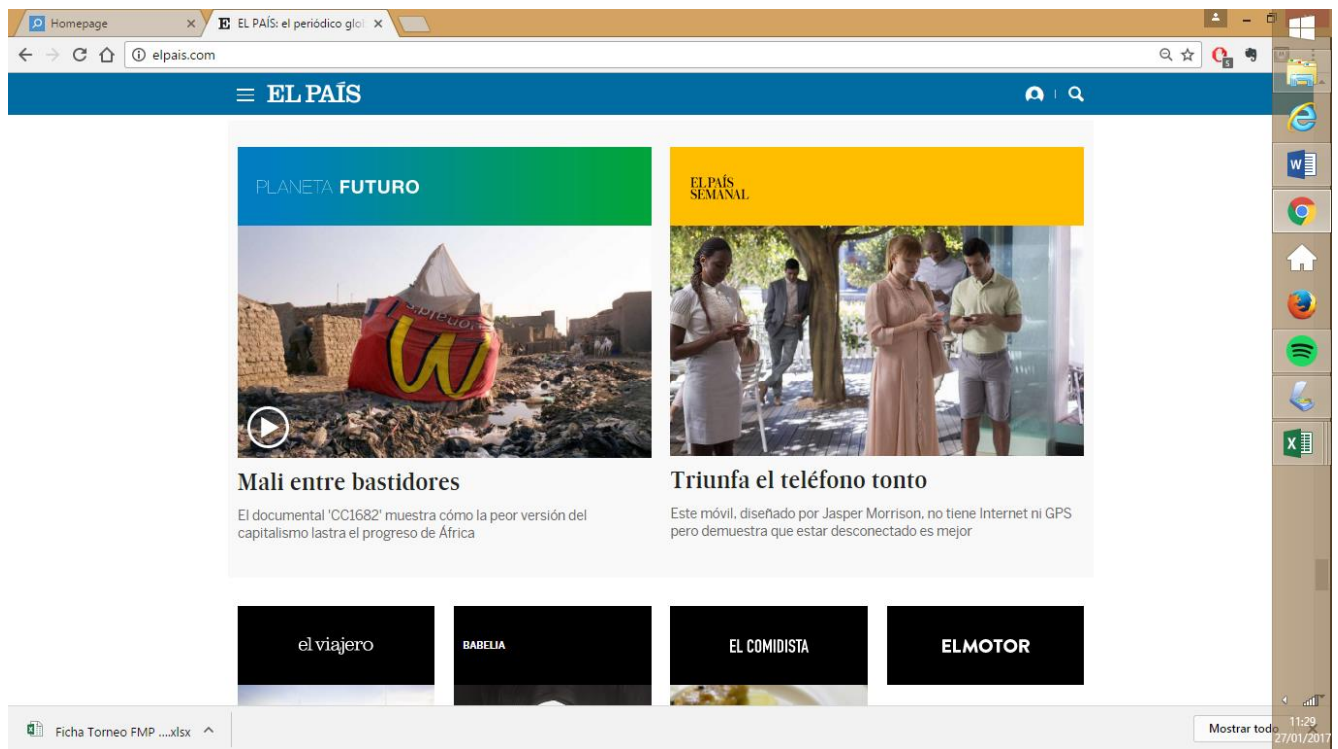 Homepage
EL PAÍS: el periódico glo
elpais.com
5
EL PAÍS
PLANETA FUTURO
EL PAÍS
SEMANAL
Mali entre bastidores
El documental 'CC1682' muestra cómo la peor versión del
capitalismo lastra el progreso de África
Triunfa el teléfono tonto
Este móvil, diseñado por Jasper Morrison, no tiene Internet ni GPS
pero demuestra que estar desconectado es mejor
el viajero
BABELIA
EL COMIDISTA
ELMOTOR
Ficha Torneo FMP ....xlsx
Mostrar todo
11:29
27/01/2017